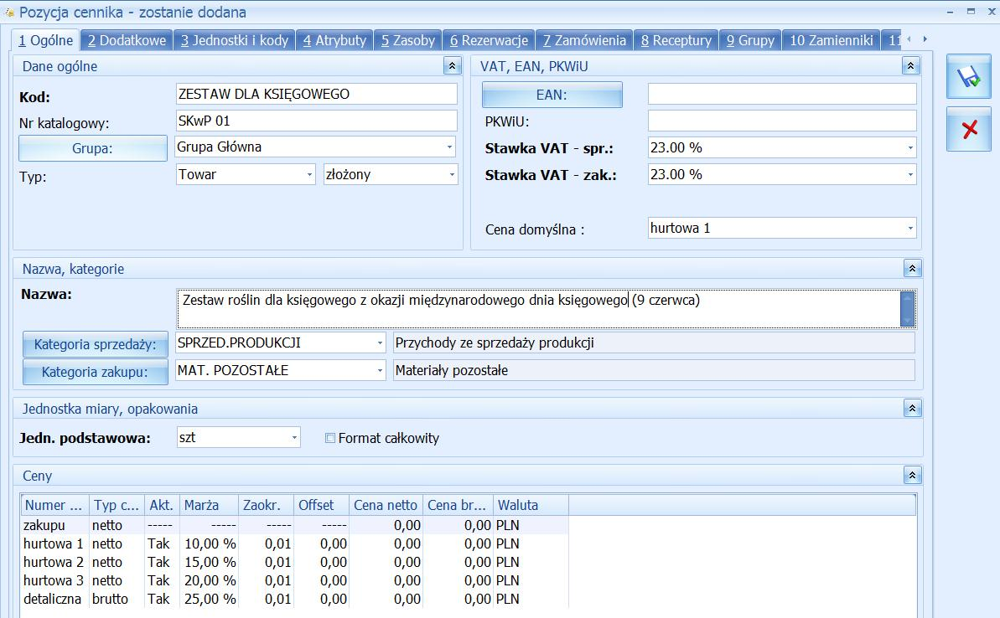 Pozycja cennika - zostanie dodana
1 Ogólne 2 Dodatkowe 3 Jednostki i kody 4 Atrybuty 5 Zasoby 6 Rezerwacje 7 Zamówienia 8 Receptury 9 Grupy 10 Zamienniki 11
Dane ogólne
Kod: ZESTAW DLA KSIĘGOWEGO
Nr katalogowy: SKwP 01
Grupa: Grupa Główna
Typ: Towar złożony
VAT, EAN, PKWiU
EAN:
PKWiU:
Stawka VAT - spr.: 23.00 %
Stawka VAT - zak.: 23.00 %
Cena domyślna : hurtowa 1
Nazwa, kategorie
Nazwa: Zestaw roślin dla księgowego z okazji międzynarodowego dnia księgowego (9 czerwca)
Kategoria sprzedaży: SPRZED.PRODUKCJI Przychody ze sprzedaży produkcji
Kategoria zakupu: MAT. POZOSTAŁE Materiały pozostałe
Jednostka miary, opakowania
Jedn. podstawowa: szt Format całkowity
Ceny
Numer ... Typ c... Akt. Marża Zaokr. Offset Cena netto Cena br... Waluta
zakupu netto ----- ----- ----- ----- 0,00 0,00 PLN
hurtowa 1 netto Tak 10,00 % 0,01 0,00 0,00 0,00 PLN
hurtowa 2 netto Tak 15,00 % 0,01 0,00 0,00 0,00 PLN
hurtowa 3 netto Tak 20,00 % 0,01 0,00 0,00 0,00 PLN
detaliczna brutto Tak 25,00 % 0,01 0,00 0,00 0,00 PLN